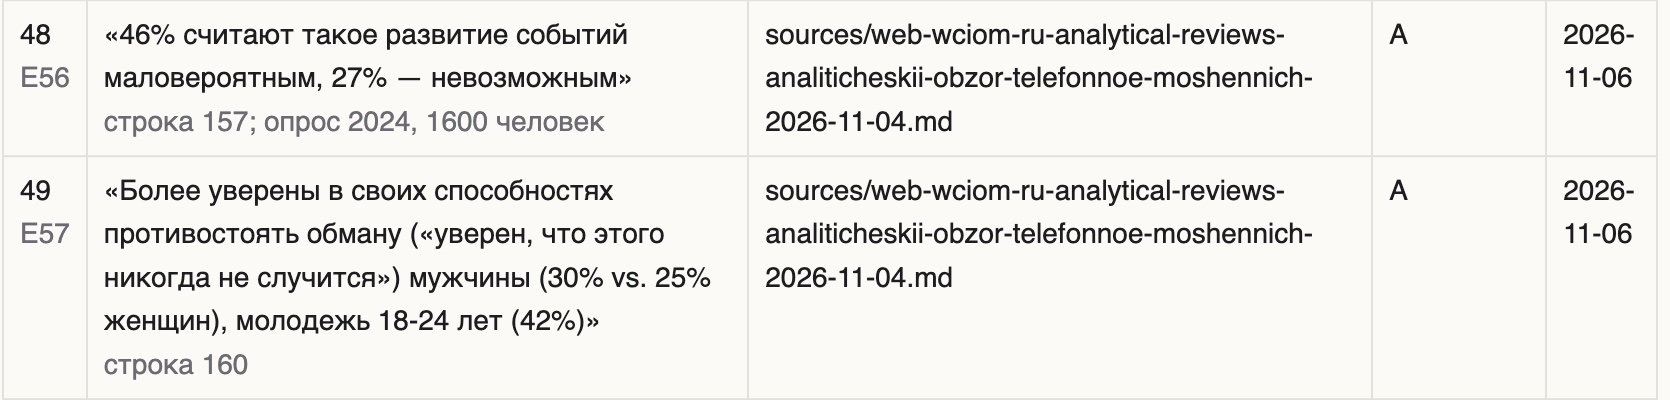 48
E56
«46% считают такое развитие событий
маловероятным, 27% — невозможным»
строка 157; опрос 2024, 1600 человек
sources/web-wciom-ru-analytical-reviews-
analiticheskii-obzor-telefonnoe-moshennich-
2026-11-04.md
A
2026-
11-06
49
E57
«Более уверены в своих способностях
противостоять обману («уверен, что этого
никогда не случится») мужчины (30% vs. 25%
женщин), молодежь 18-24 лет (42%)»
строка 160
sources/web-wciom-ru-analytical-reviews-
analiticheskii-obzor-telefonnoe-moshennich-
2026-11-04.md
A
2026-
11-06